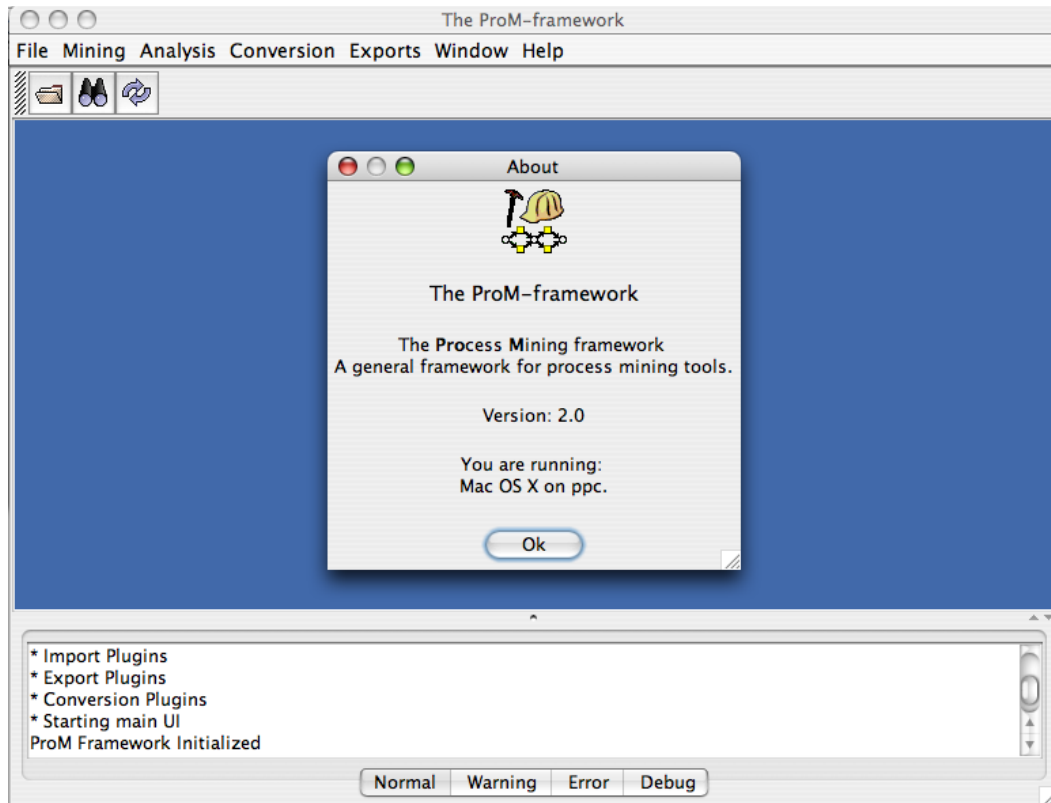 The ProM-framework
File Mining Analysis Conversion Exports Window Help
About
The ProM-framework
The Process Mining framework
A general framework for process mining tools.
Version: 2.0
You are running:
Mac OS X on ppc.
Ok
* Import Plugins
* Export Plugins
* Conversion Plugins
* Starting main UI
ProM Framework Initialized
Normal Warning Error Debug